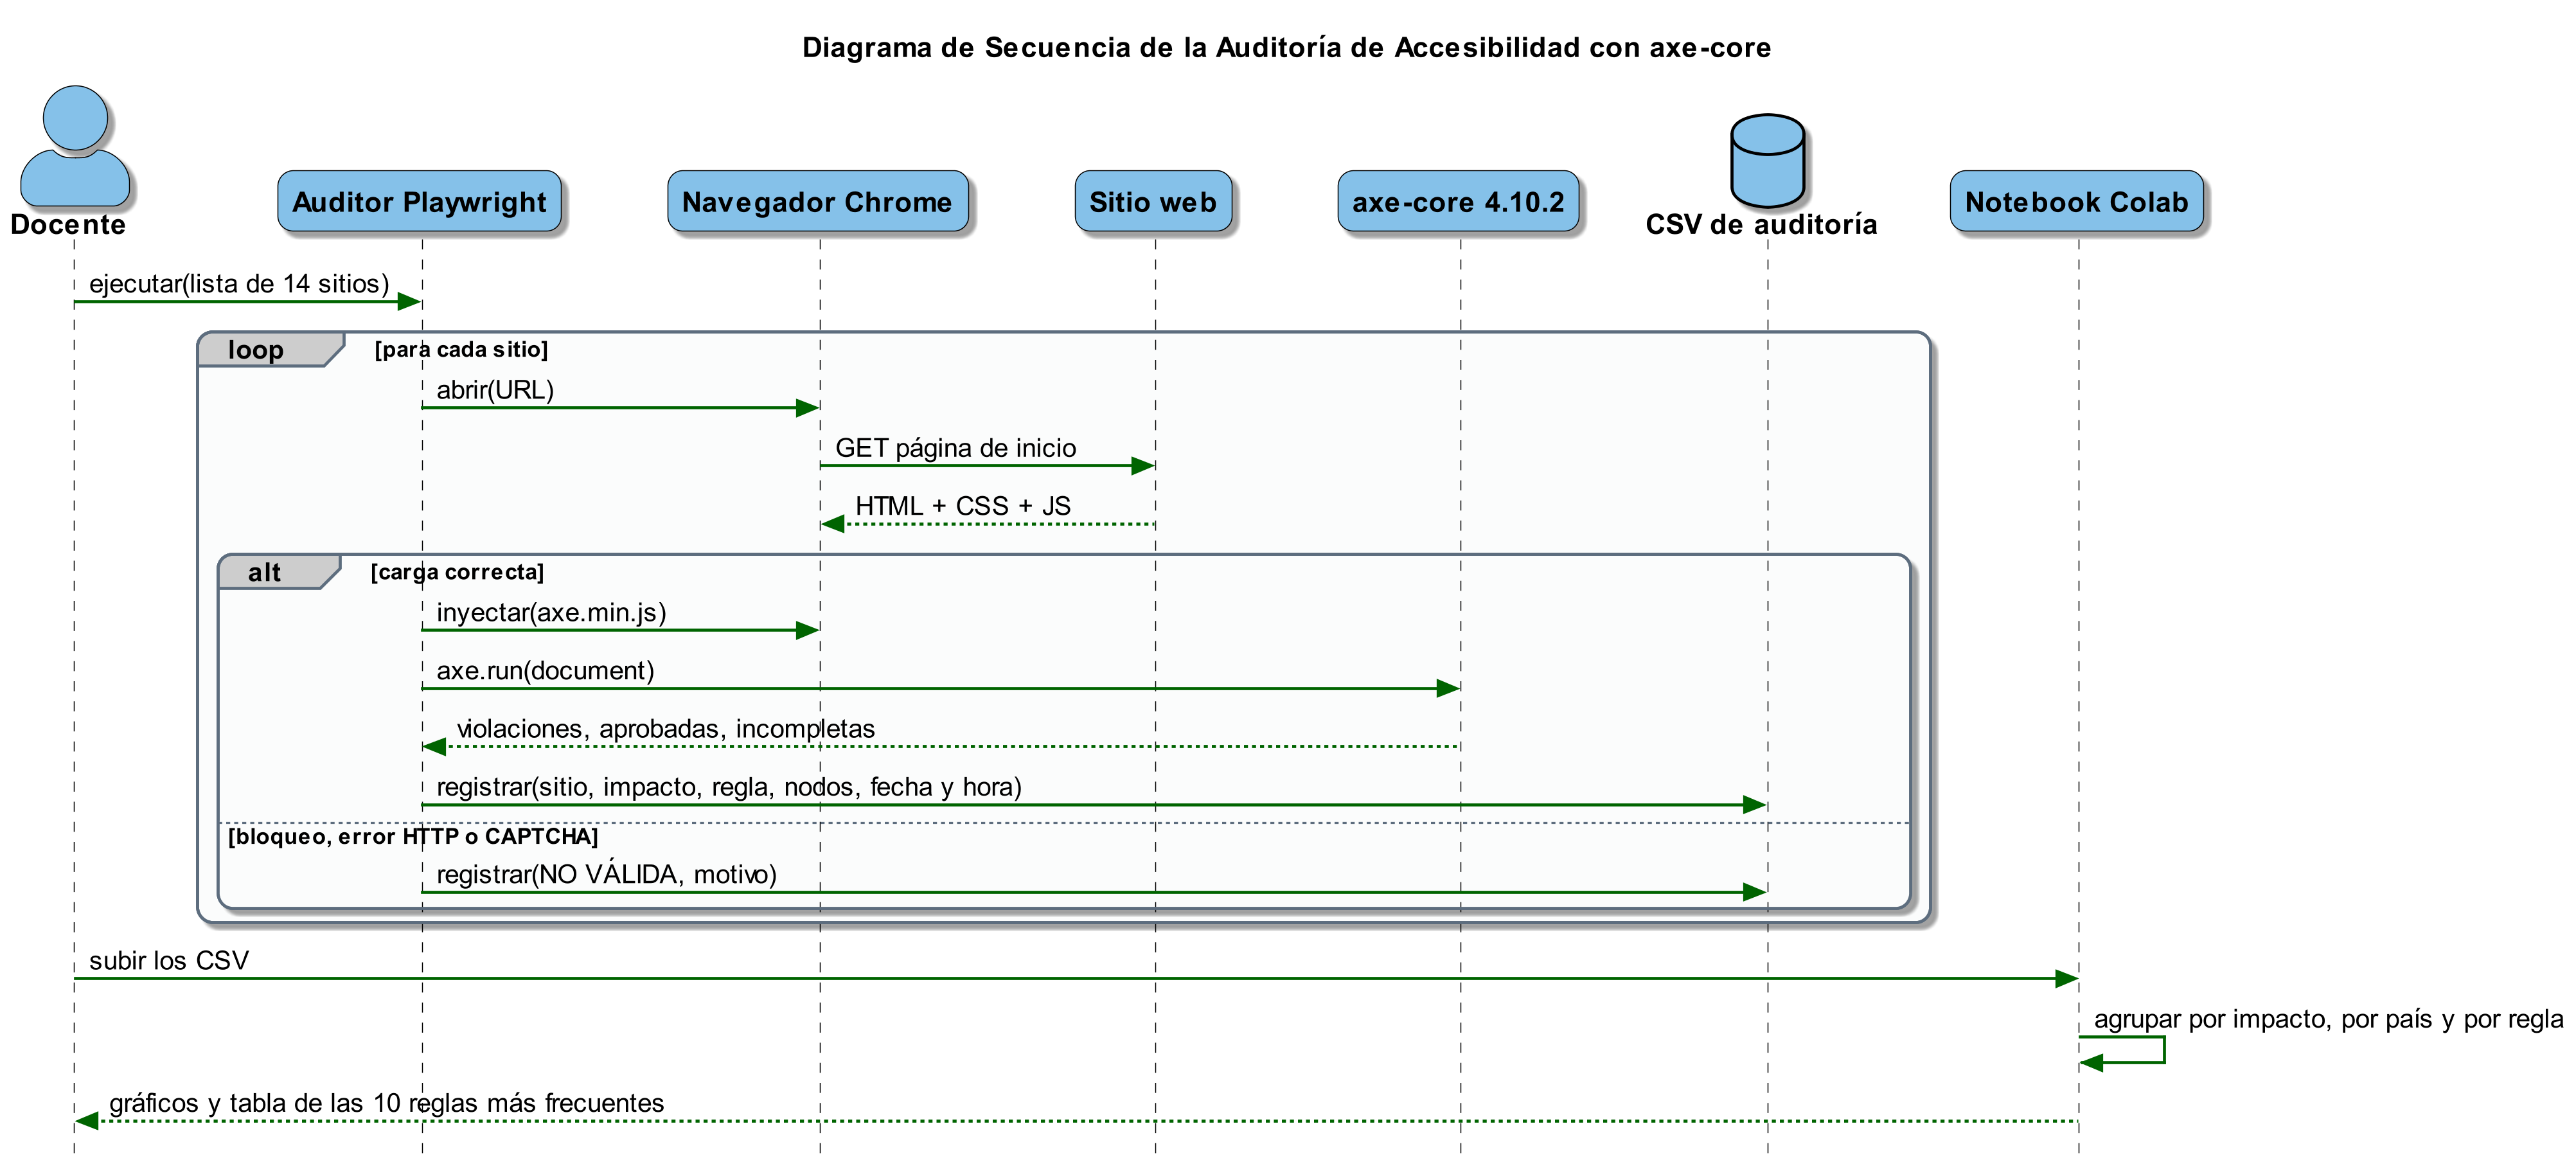 Diagrama de Secuencia de la Auditoría de Accesibilidad con axe-core
Docente
Auditor Playwright
Navegador Chrome
Sitio web
axe-core 4.10.2
CSV de auditoría
Notebook Colab
ejecutar(lista de 14 sitios)
loop [para cada sitio]
abrir(URL)
GET página de inicio
HTML + CSS + JS
alt [carga correcta]
inyectar(axe.min.js)
axe.run(document)
violaciones, aprobadas, incompletas
registrar(sitio, impacto, regla, nodos, fecha y hora)
[bloqueo, error HTTP o CAPTCHA]
registrar(NO VÁLIDA, motivo)
subir los CSV
agrupar por impacto, por país y por regla
gráficos y tabla de las 10 reglas más frecuentes